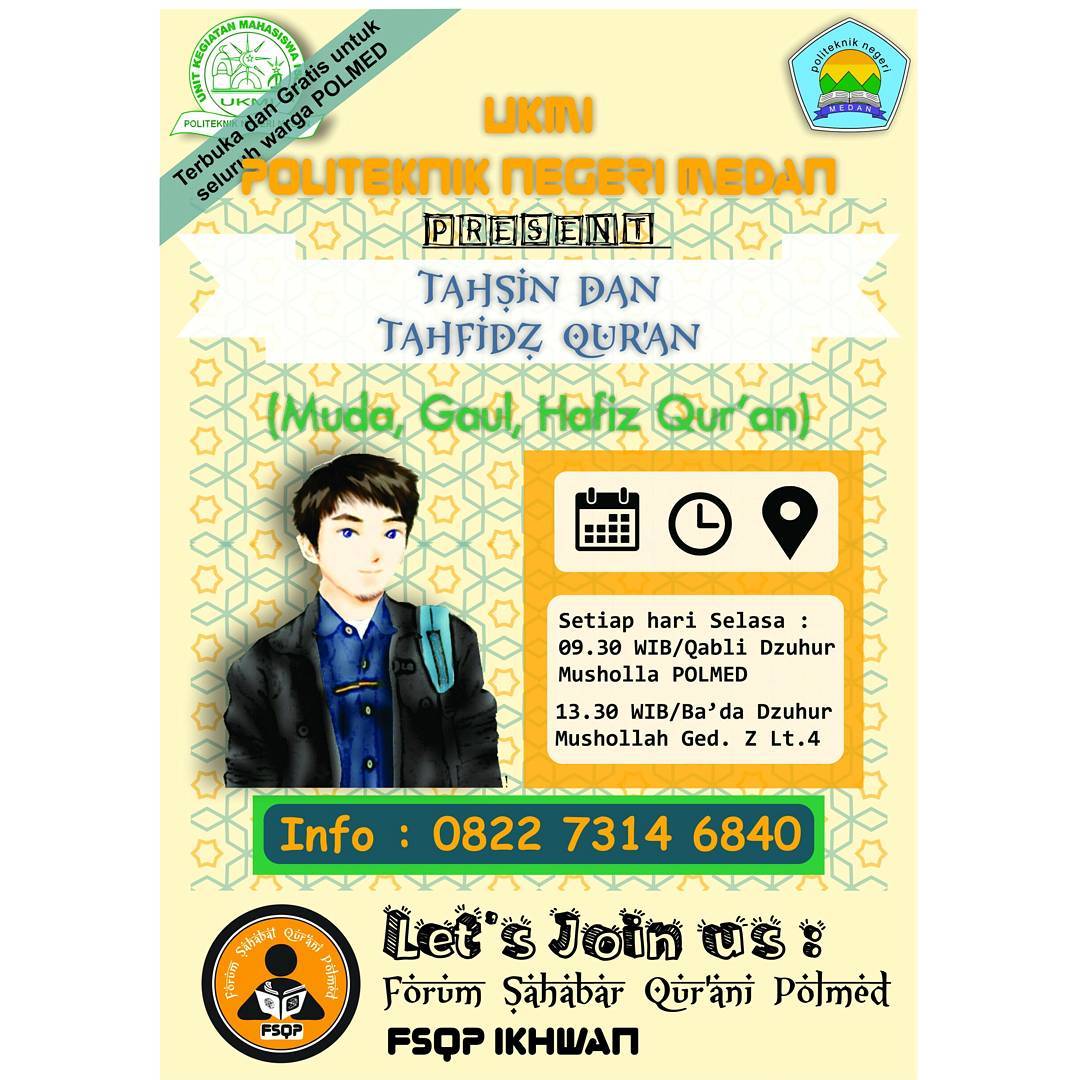 UNIT KEGIATAN MAHASISWA
UKMI
POLITEKNIK NEGERI
Terbuka dan Gratis untuk
seluruh warga POLMED
politeknik negeri
MEDAN
UKMI
POLITEKNIK NEGERI MEDAN
PRESENT
TAHSIN DAN
TAHFIDZ QUR'AN
(Muda, Gaul, Hafiz Qur'an)
Setiap hari Selasa :
09.30 WIB/Qabli Dzuhur
Musholla POLMED
13.30 WIB/Ba'da Dzuhur
Mushollah Ged. Z Lt.4
Info : 0822 7314 6840
Forum Sahabat Qur'ani Polmed
FSQP
Let's Join us :
Forum Sahabar Qur'ani Polmed
FSQP IKHWAN